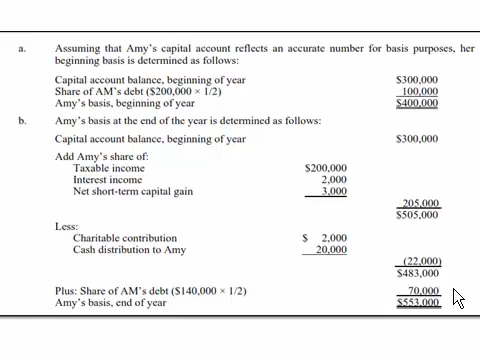 a. Assuming that Amy's capital account reflects an accurate number for basis purposes, her
beginning basis is determined as follows:
Capital account balance, beginning of year $300,000
Share of AM's debt ($200,000 × 1/2) 100,000
Amy's basis, beginning of year $400,000
b. Amy's basis at the end of the year is determined as follows:
Capital account balance, beginning of year $300,000
Add Amy's share of:
Taxable income $200,000
Interest income 2,000
Net short-term capital gain 3,000
205,000
$505,000
Less:
Charitable contribution $ 2,000
Cash distribution to Amy 20,000
(22,000)
$483,000
Plus: Share of AM's debt ($140,000 × 1/2) 70,000
Amy's basis, end of year $553,000